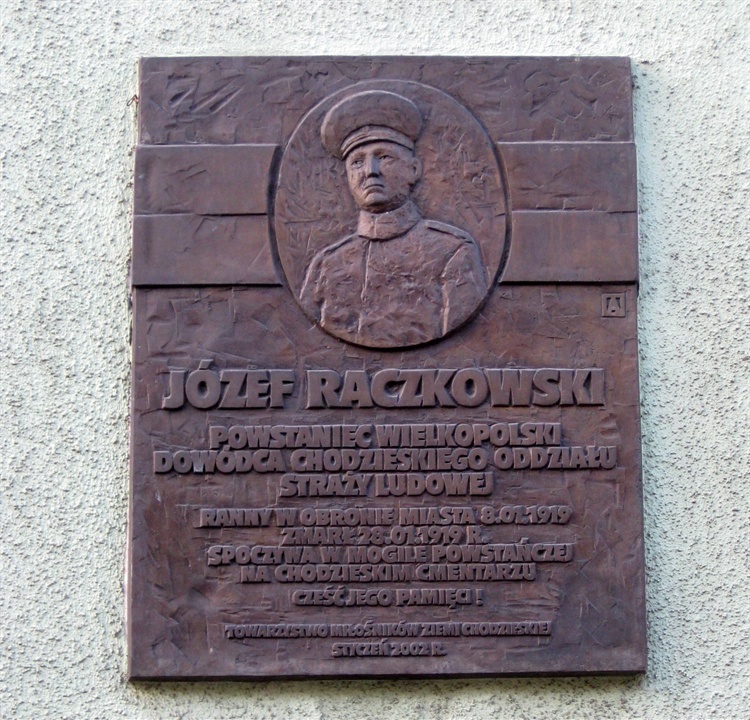 JÓZEF RACZKOWSKI
POWSTANIEC WIELKOPOLSKI
DOWÓDCA CHODZIESKIEGO ODDZIAŁU
STRAŻY LUDOWEJ
RANNY W OBRONIE MIASTA 8.01.1919
ZMARŁ 28.01.1919 R.
SPOCZYWA W MOGILE POWSTAŃCZEJ
NA CHODZIESKIM CMENTARZU
CZEŚĆ JEGO PAMIĘCI !
TOWARZYSTWO MIŁOŚNIKÓW ZIEMI CHODZIESKIEJ
STYCZEŃ 2002 R.